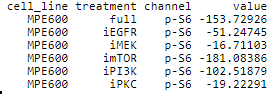 cell_line treatment channel value
MPE600 full p-S6 -153.72926
MPE600 iEGFR p-S6 -51.24745
MPE600 iMEK p-S6 -16.71103
MPE600 imTOR p-S6 -181.08386
MPE600 iPI3K p-S6 -102.51879
MPE600 iPKC p-S6 -19.22291